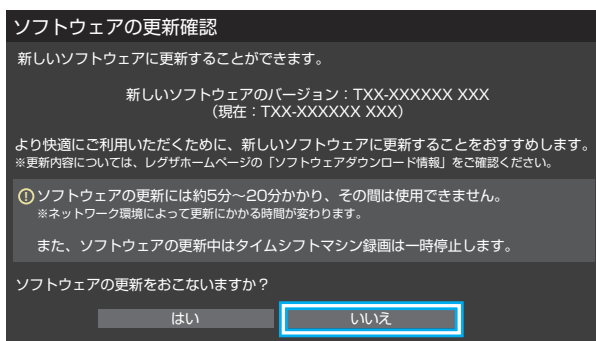 ソフトウェアの更新確認
新しいソフトウェアに更新することができます。
新しいソフトウェアのバージョン：TXX-XXXXXX XXX
（現在：TXX-XXXXXX XXX）
より快適にご利用いただくために、新しいソフトウェアに更新することをおすすめします。
※更新内容については、レグザホームページの「ソフトウェアダウンロード情報」をご確認ください。
ソフトウェアの更新には約5分～20分かかり、その間は使用できません。
※ネットワーク環境によって更新にかかる時間が変わります。
また、ソフトウェアの更新中はタイムシフトマシン録画は一時停止します。
ソフトウェアの更新をおこないますか？
はい
いいえ